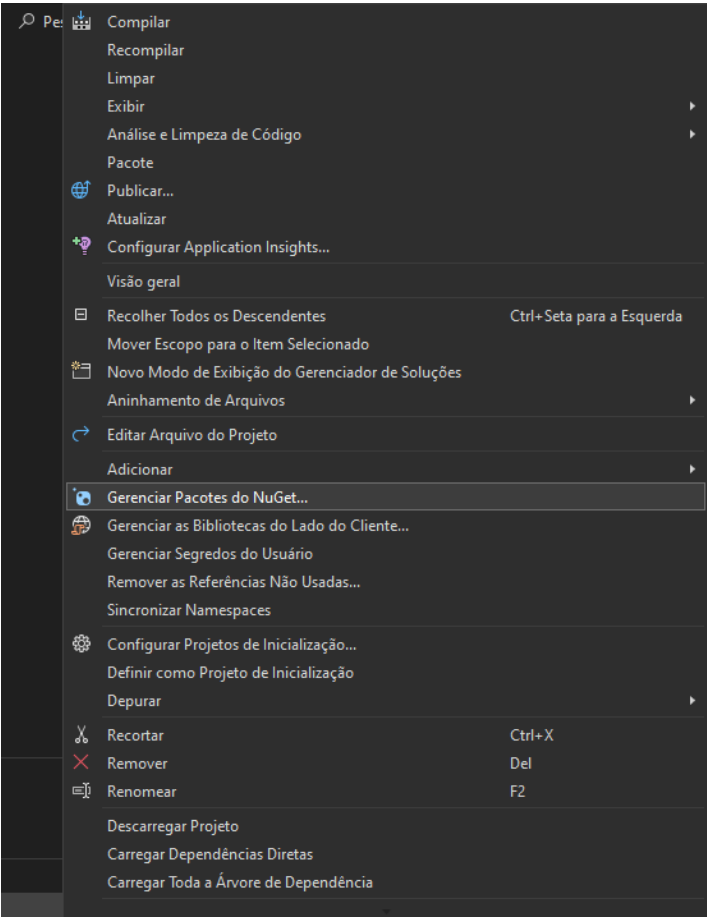 Pes
Compilar
Recompilar
Limpar
Exibir
Análise e Limpeza de Código
Pacote
Publicar...
Atualizar
Configurar Application Insights...
Visão geral
Recolher Todos os Descendentes Ctrl+Seta para a Esquerda
Mover Escopo para o Item Selecionado
Novo Modo de Exibição do Gerenciador de Soluções
Aninhamento de Arquivos
Editar Arquivo do Projeto
Adicionar
Gerenciar Pacotes do NuGet...
Gerenciar as Bibliotecas do Lado do Cliente...
Gerenciar Segredos do Usuário
Remover as Referências Não Usadas...
Sincronizar Namespaces
Configurar Projetos de Inicialização...
Definir como Projeto de Inicialização
Depurar
Recortar Ctrl+X
Remover Del
Renomear F2
Descarregar Projeto
Carregar Dependências Diretas
Carregar Toda a Árvore de Dependência